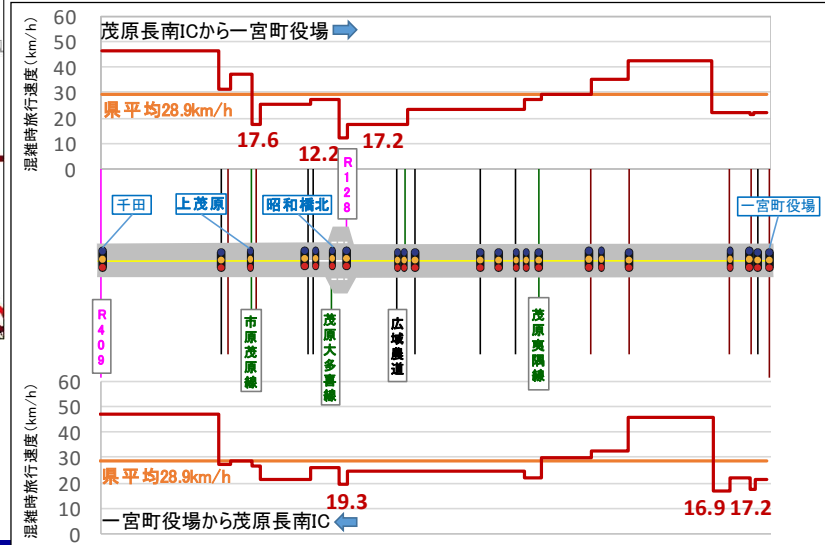 混雑時旅行速度(km/h)
60
50
40
30
20
10
0
茂原長南ICから一宮町役場
県平均28.9km/h
17.6
12.2
17.2
R128
千田
上茂原
昭和橋北
一宮町役場
R409
市原茂原線
茂原大多喜線
広域農道
茂原夷隅線
混雑時旅行速度(km/h)
60
50
40
30
20
10
0
県平均28.9km/h
19.3
16.9
17.2
一宮町役場から茂原長南IC